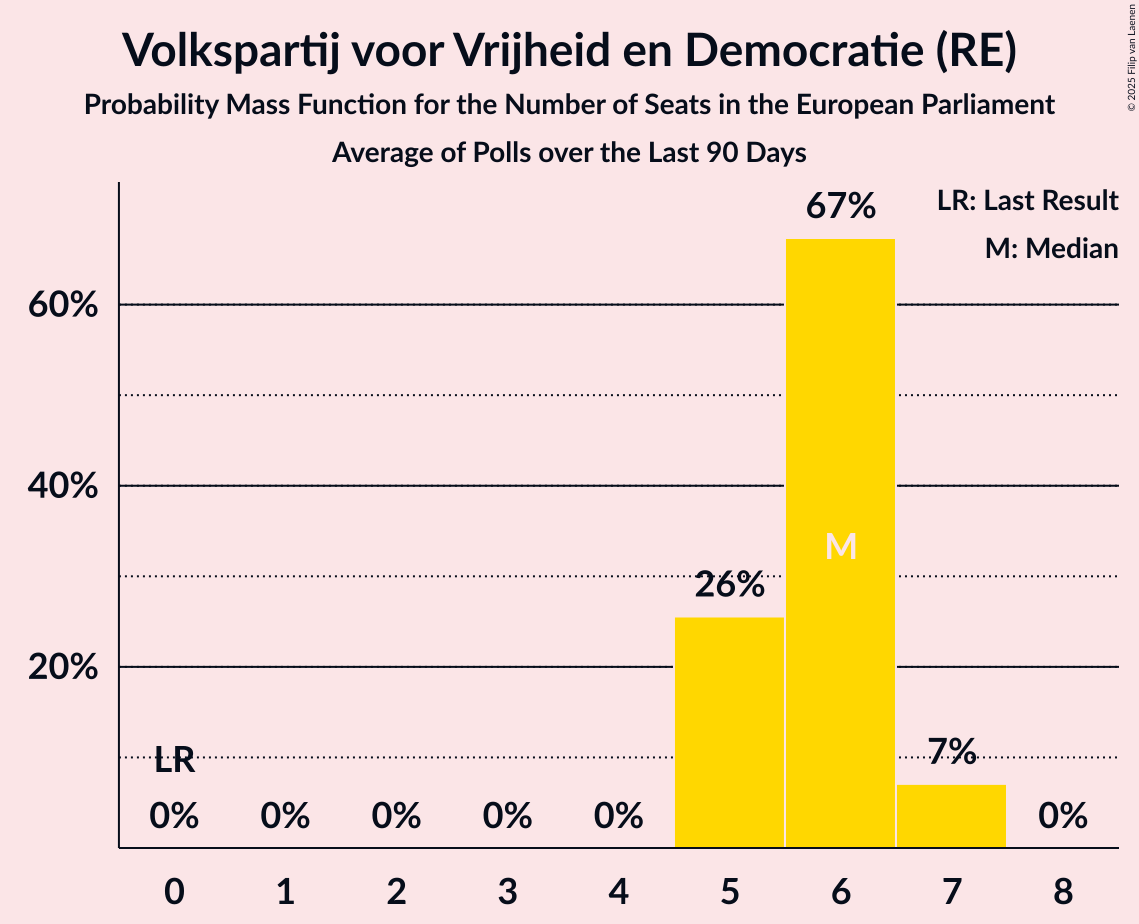 Volkspartij voor Vrijheid en Democratie (RE)
Probability Mass Function for the Number of Seats in the European Parliament
Average of Polls over the Last 90 Days
© 2025 Filip van Laenen
LR: Last Result
M: Median
67%
60%
40%
M
26%
20%
LR
7%
0% 0% 0% 0% 0% 0%
0 1 2 3 4 5 6 7 8